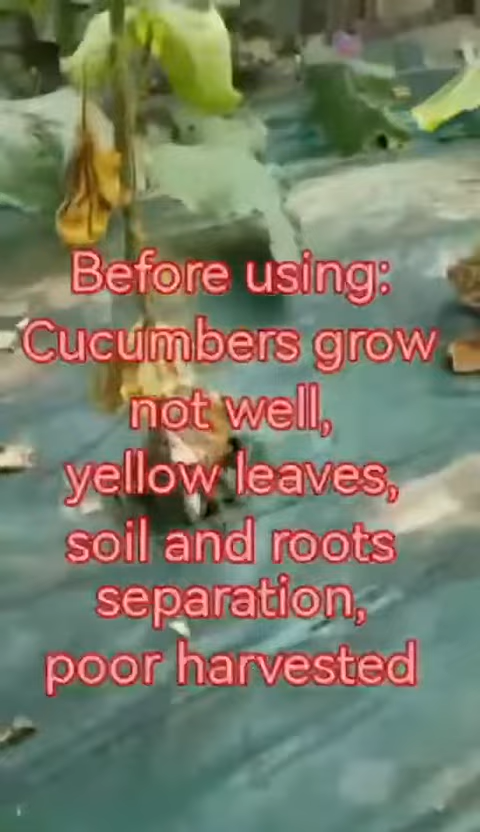 Before using:
Cucumbers grow
not well,
yellow leaves,
soil and roots
separation,
poor harvested